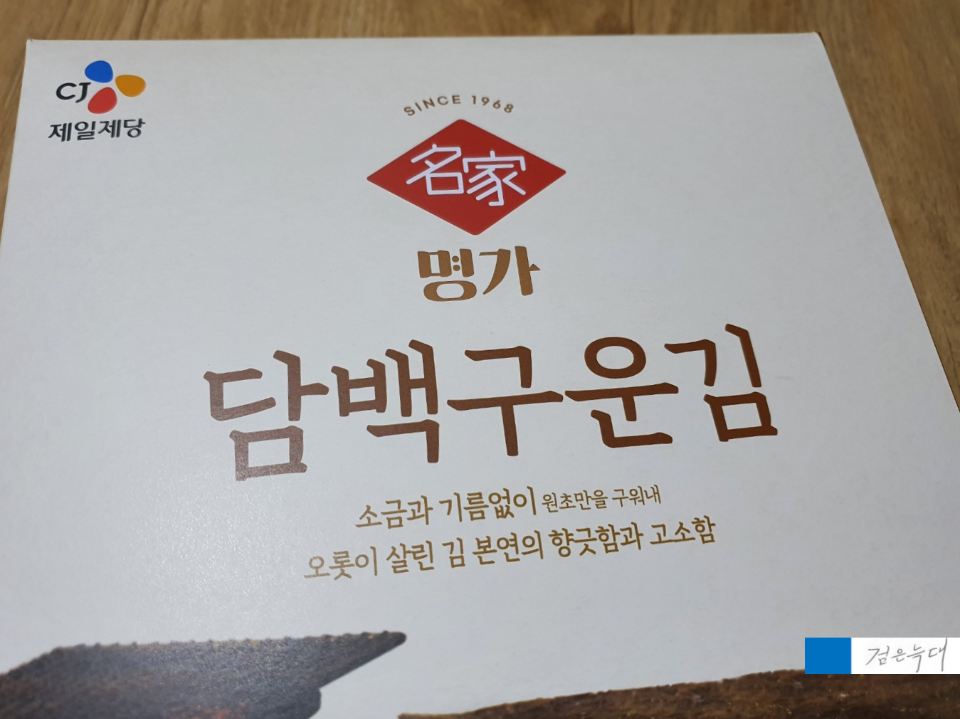 CJ
제일제당
SINCE 1968
名家
명가
담백구운김
소금과 기름없이 원초만을 구워내
오롯이 살린 김 본연의 향긋함과 고소함
검은늑대